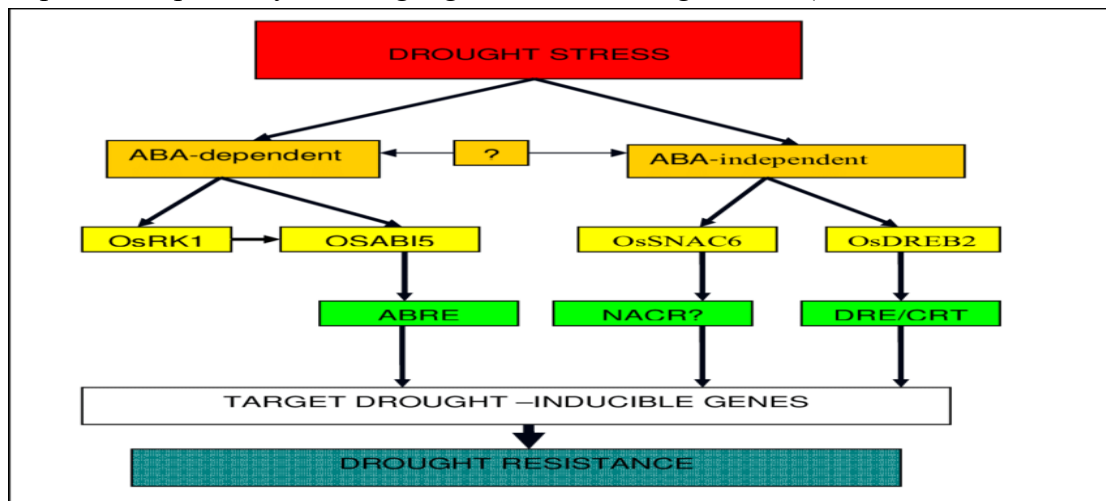 DROUGHT STRESS
ABA-dependent
?
ABA-independent
OsRK1
OSABI5
OsSNAC6
OsDREB2
ABRE
NACR?
DRE/CRT
TARGET DROUGHT –INDUCIBLE GENES
DROUGHT RESISTANCE